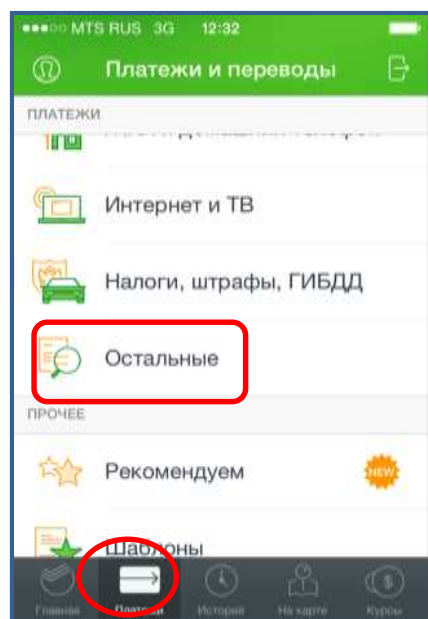 MTS RUS 3G 12:32
Платежи и переводы
ПЛАТЕЖИ
Интернет и ТВ
Налоги, штрафы, ГИБДД
Остальные
ПРОЧЕЕ
Рекомендуем
NEW
Шаблоны
Главная Платежи История На карте Курсы